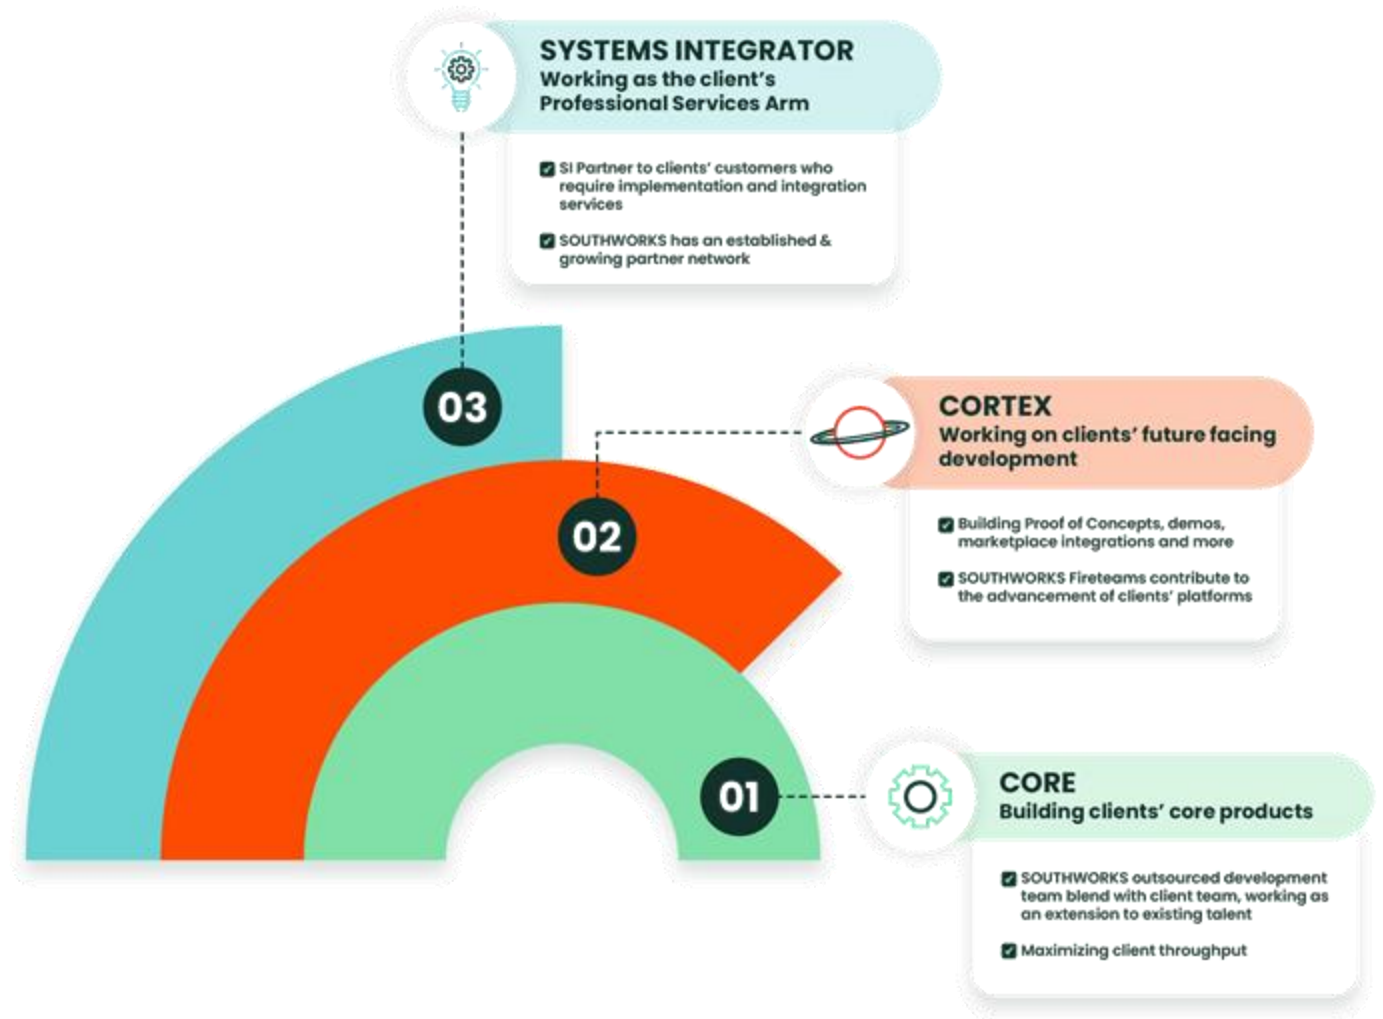 SYSTEMS INTEGRATOR
Working as the client's
Professional Services Arm
SI Partner to clients' customers who
require implementation and integration
services
SOUTHWORKS has an established &
growing partner network
03
CORTEX
Working on clients' future facing
development
02
Building Proof of Concepts, demos,
marketplace integrations and more
SOUTHWORKS Fireteams contribute to
the advancement of clients' platforms
01
CORE
Building clients' core products
SOUTHWORKS outsourced development
team blend with client team, working as
an extension to existing talent
Maximizing client throughput